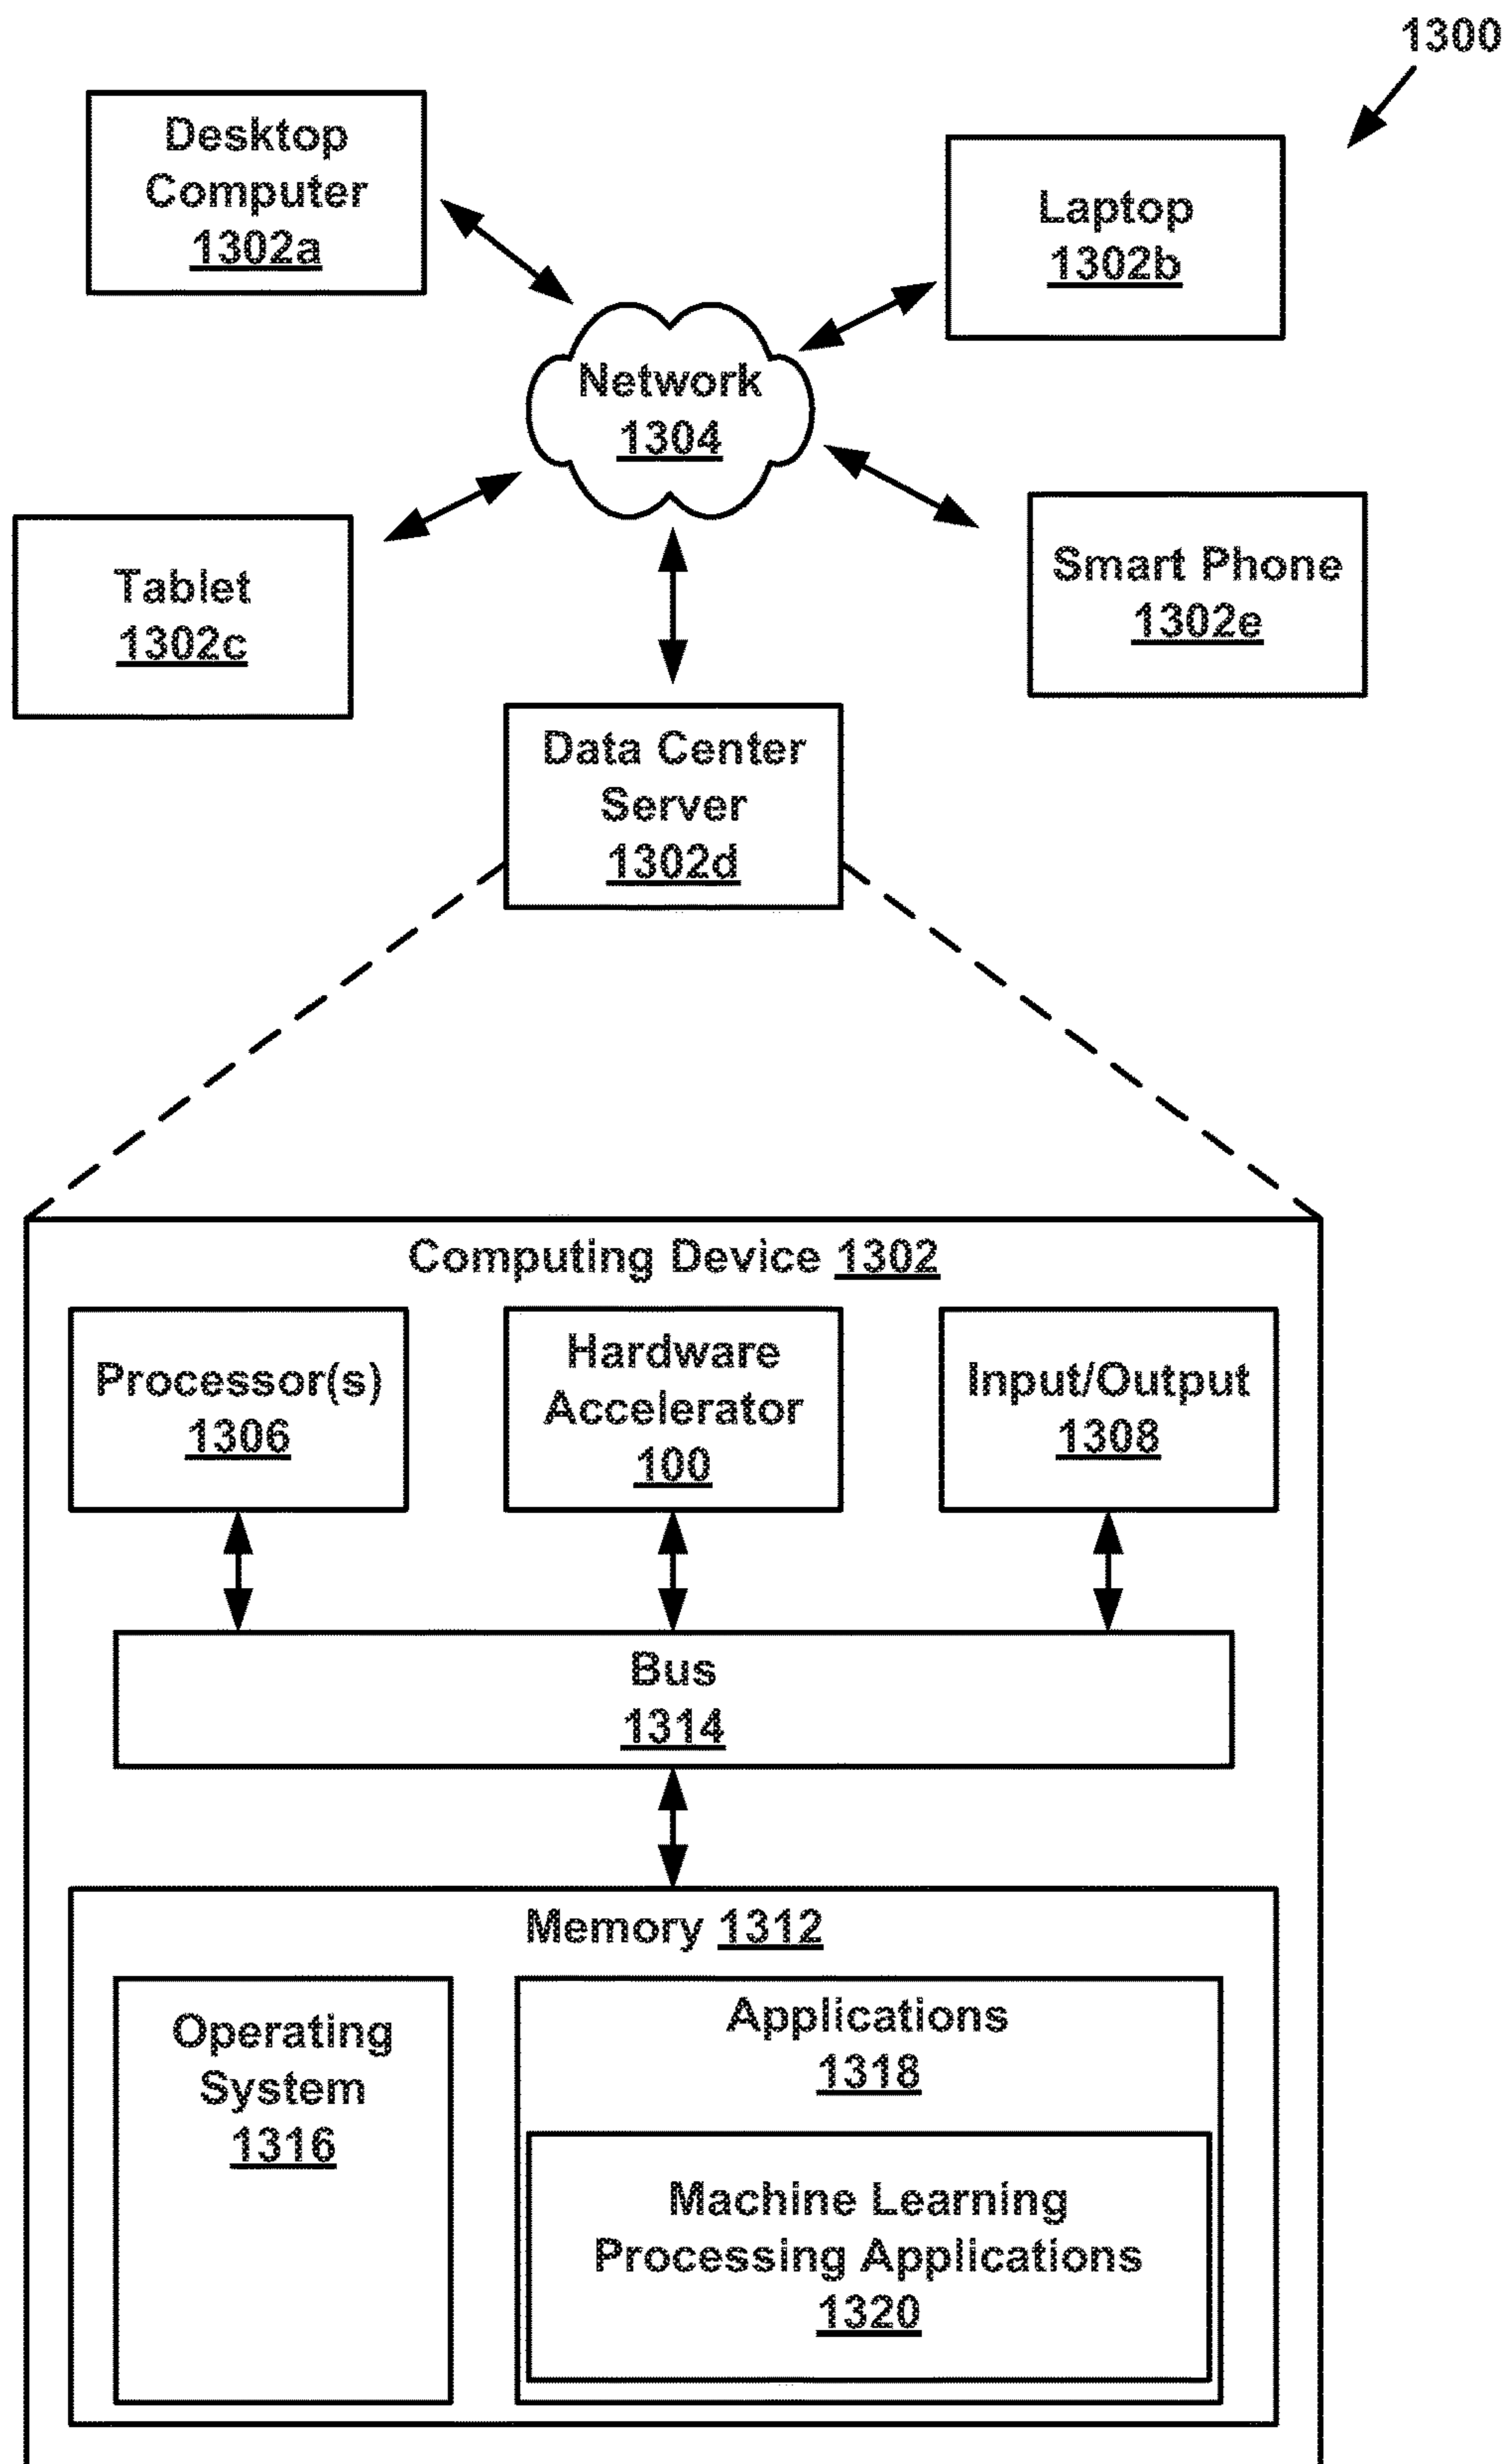 1300
Desktop
Computer
1302a
Laptop
1302b
Network
1304
Tablet
1302c
Smart Phone
1302e
Data Center
Server
1302d
Computing Device 1302
Processor(s)
1306
Hardware
Accelerator
100
Input/Output
1308
Bus
1314
Memory 1312
Operating
System
1316
Applications
1318
Machine Learning
Processing Applications
1320